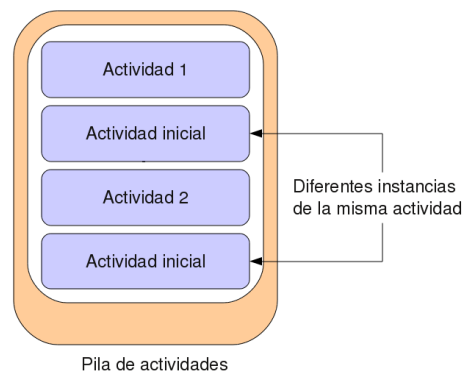 Actividad 1
Actividad inicial
Actividad 2
Actividad inicial
Diferentes instancias
de la misma actividad
Pila de actividades